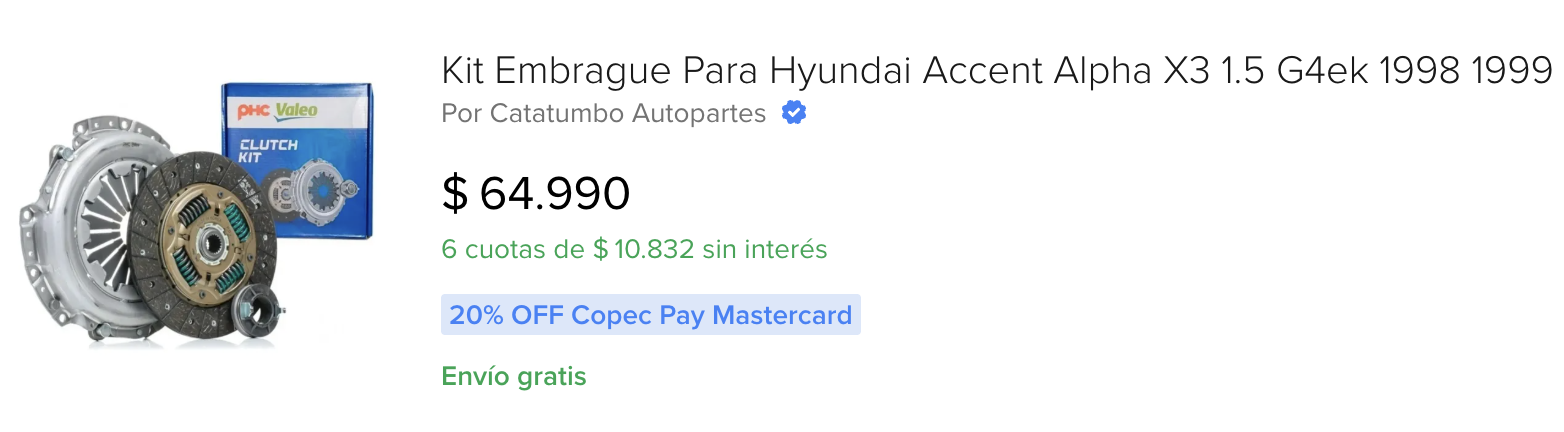 PHC Valeo
CLUTCH
KIT
Kit Embrague Para Hyundai Accent Alpha X3 1.5 G4ek 1998 1999
Por Catatumbo Autopartes
$ 64.990
6 cuotas de $ 10.832 sin interés
20% OFF Copec Pay Mastercard
Envío gratis